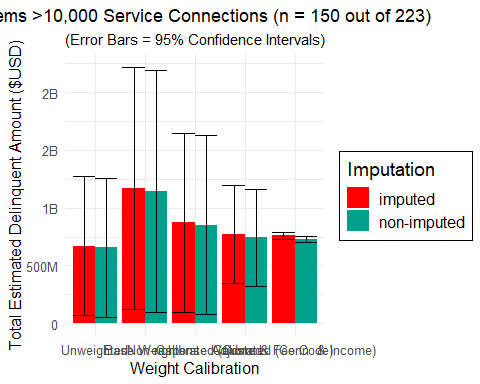 ems >10,000 Service Connections (n = 150 out of 223)
(Error Bars = 95% Confidence Intervals)
Total Estimated Delinquent Amount ($USD)
2B
2B
1B
500M
0
Weight Calibration
Imputation
imputed
non-imputed